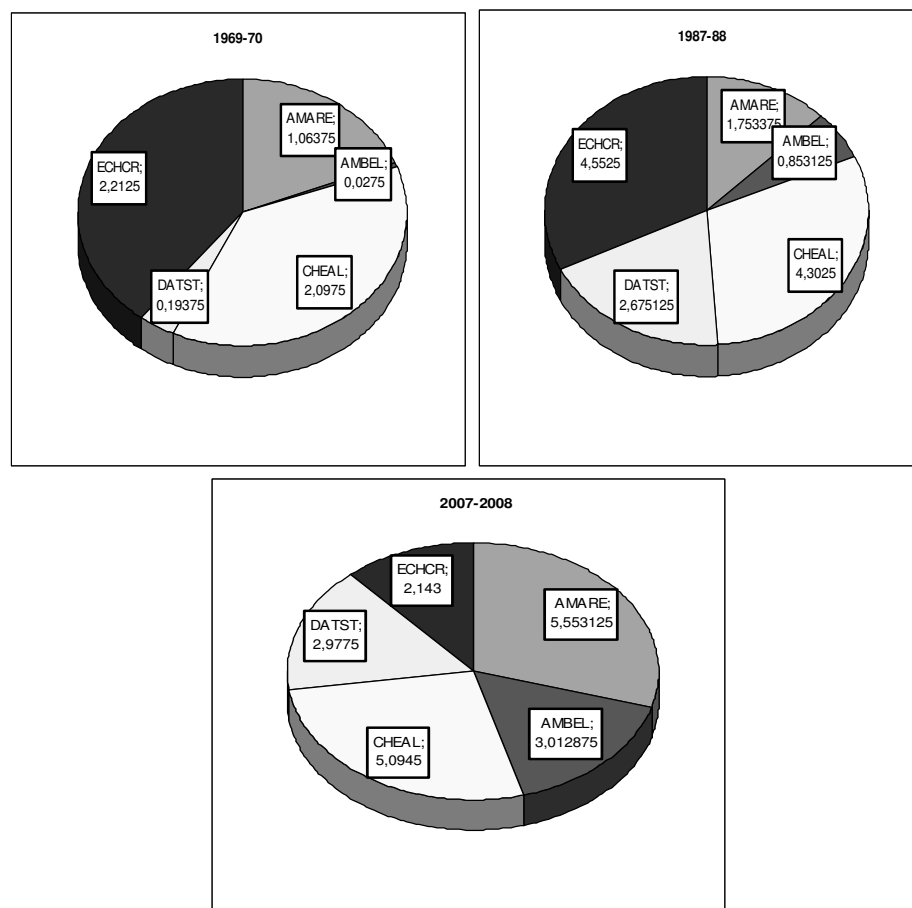 1969-70
AMARE;
1,06375
AMBEL;
0,0275
CHEAL;
2,0975
DATST;
0,19375
ECHCR;
2,2125
1987-88
AMARE;
1,753375
AMBEL;
0,853125
CHEAL;
4,3025
DATST;
2,675125
ECHCR;
4,5525
2007-2008
AMARE;
5,553125
AMBEL;
3,012875
CHEAL;
5,0945
DATST;
2,9775
ECHCR;
2,143